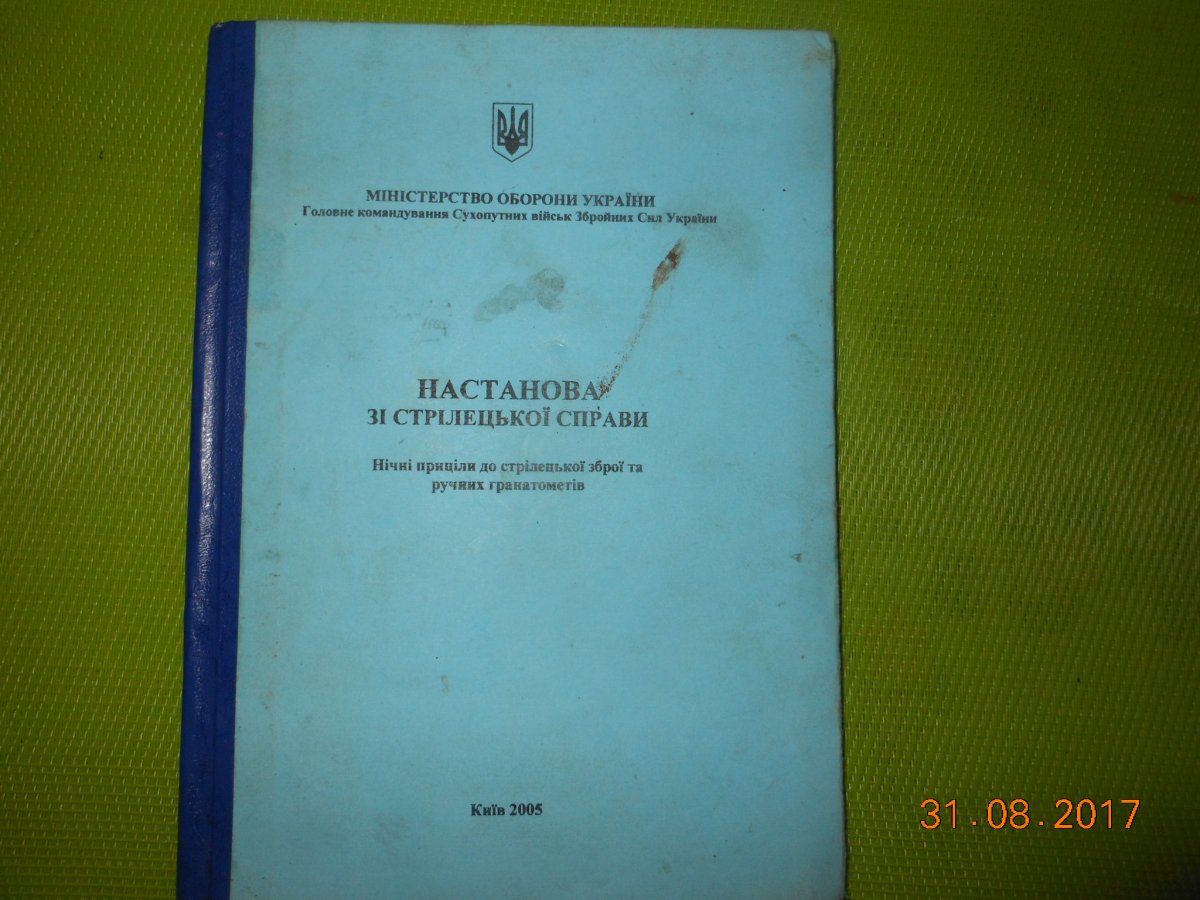 МІНІСТЕРСТВО ОБОРОНИ УКРАЇНИ
Головне командування Сухопутних військ Збройних Сил України
НАСТАНОВА
ЗІ СТРІЛЕЦЬКОЇ СПРАВИ
Нічні приціли до стрілецької зброї та
ручних гранатометів
Київ 2005
31.08.2017